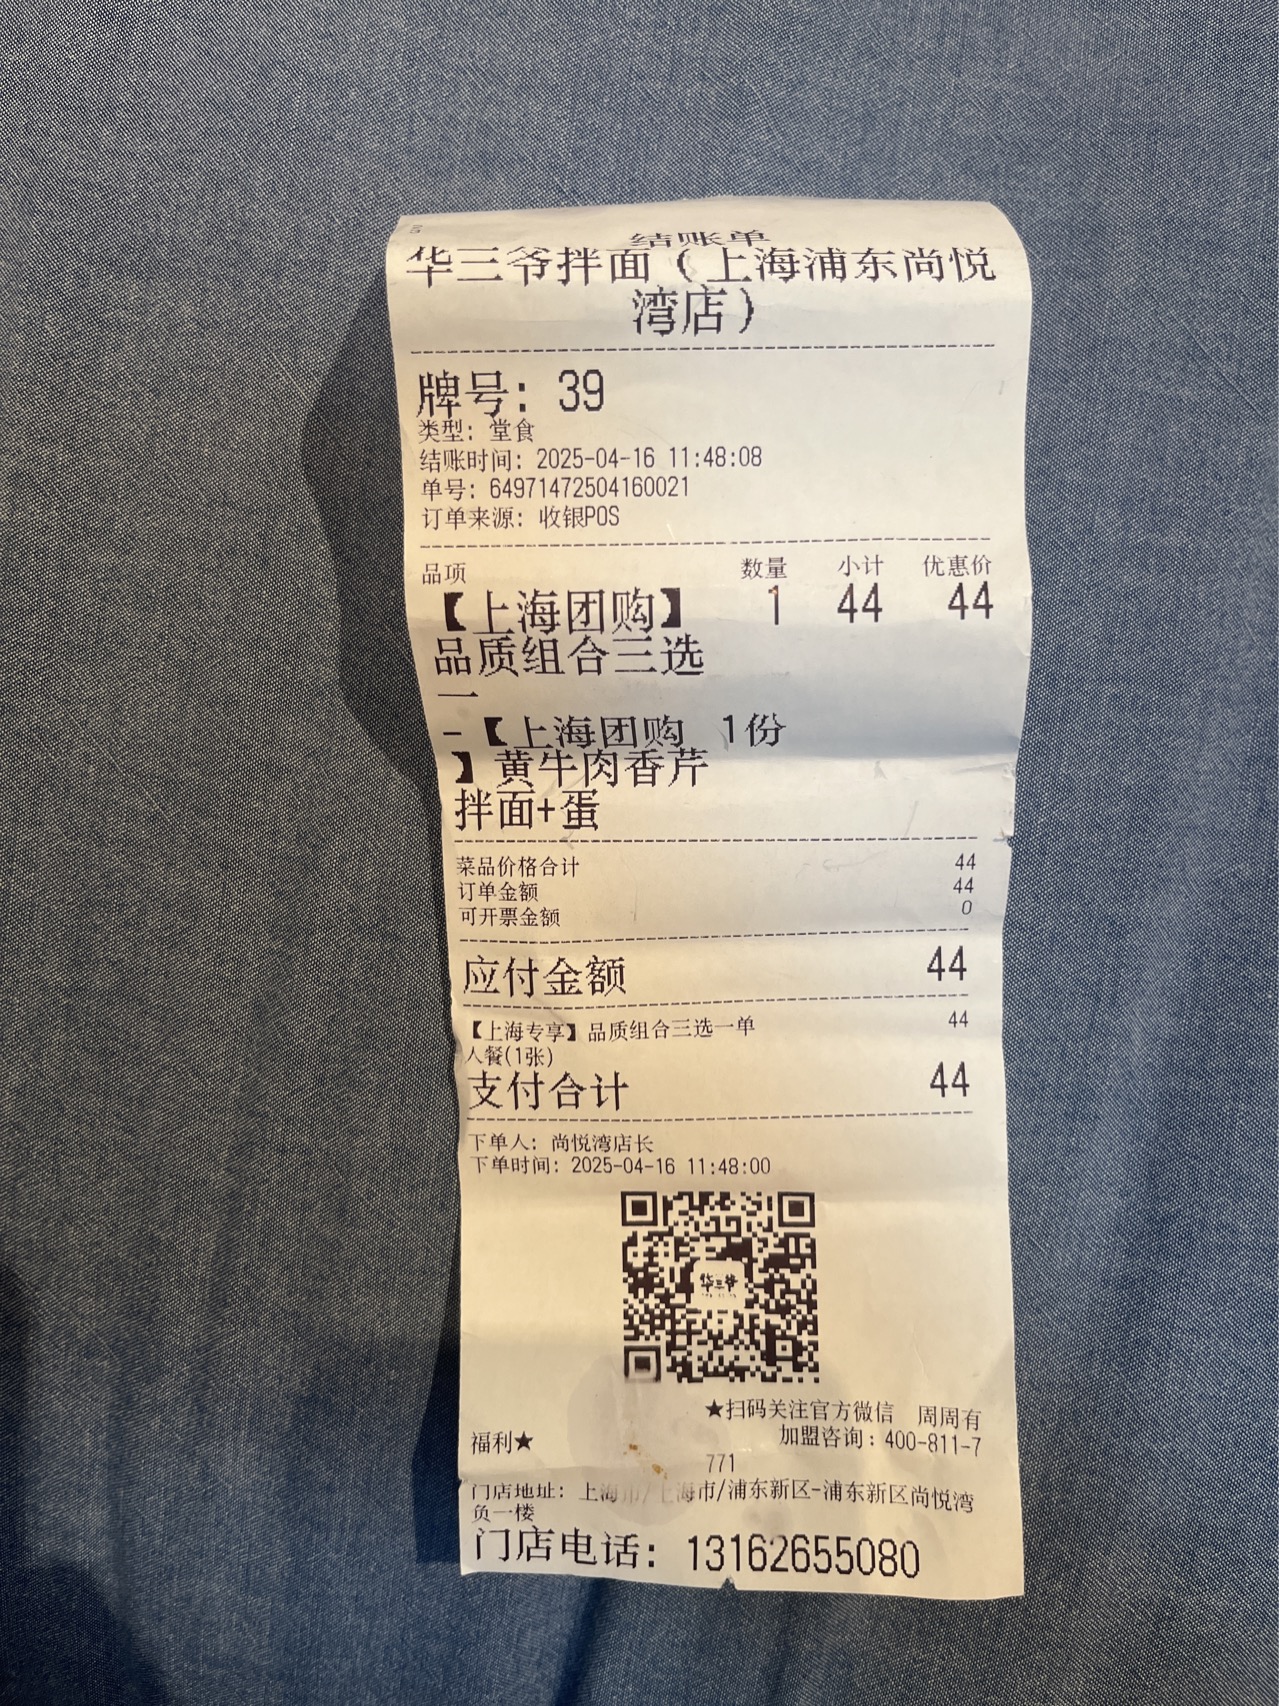 结账单
华三爷拌面（上海浦东尚悦
湾店）
牌号：39
类型：堂食
结账时间：2025-04-16 11:48:08
单号：64971472504160021
订单来源：收银POS
品项 数量 小计 优惠价
【上海团购】 1 44 44
品质组合三选
一
-【上海团购 1份
】黄牛肉香芹
拌面+蛋
菜品价格合计 44
订单金额 44
可开票金额 0
应付金额 44
【上海专享】品质组合三选一单 44
人餐(1张)
支付合计 44
下单人：尚悦湾店长
下单时间：2025-04-16 11:48:00
华三爷
★扫码关注官方微信 周周有
福利★ 加盟咨询：400-811-7
771
门店地址：上海市/上海市/浦东新区-浦东新区尚悦湾
负一楼
门店电话：13162655080